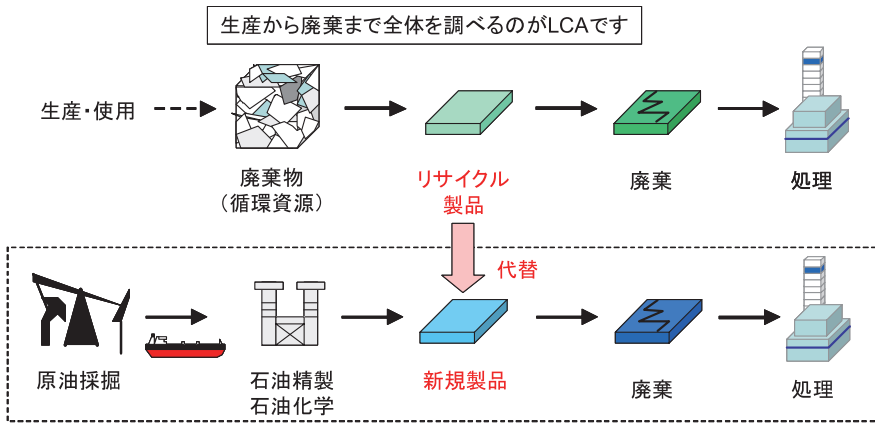 生産から廃棄まで全体を調べるのがLCAです
生産・使用
廃棄物
（循環資源）
リサイクル
製品
廃棄
処理
代替
原油採掘
石油精製
石油化学
新規製品
廃棄
処理